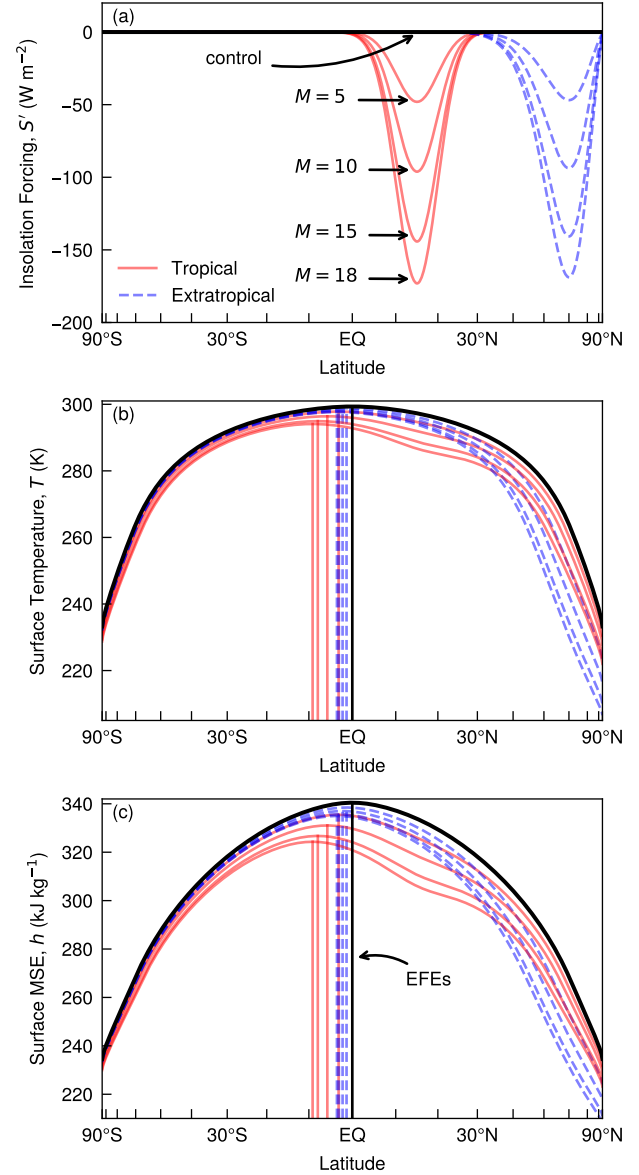 (a)
0
−50
−100
−150
−200
Insolation Forcing, S′ (W m⁻²)
control
M = 5
M = 10
M = 15
M = 18
Tropical
Extratropical
90°S
30°S
EQ
30°N
90°N
Latitude
(b)
300
280
260
240
220
Surface Temperature, T (K)
90°S
30°S
EQ
30°N
90°N
Latitude
(c)
340
320
300
280
260
240
220
Surface MSE, h (kJ kg⁻¹)
EFEs
90°S
30°S
EQ
30°N
90°N
Latitude